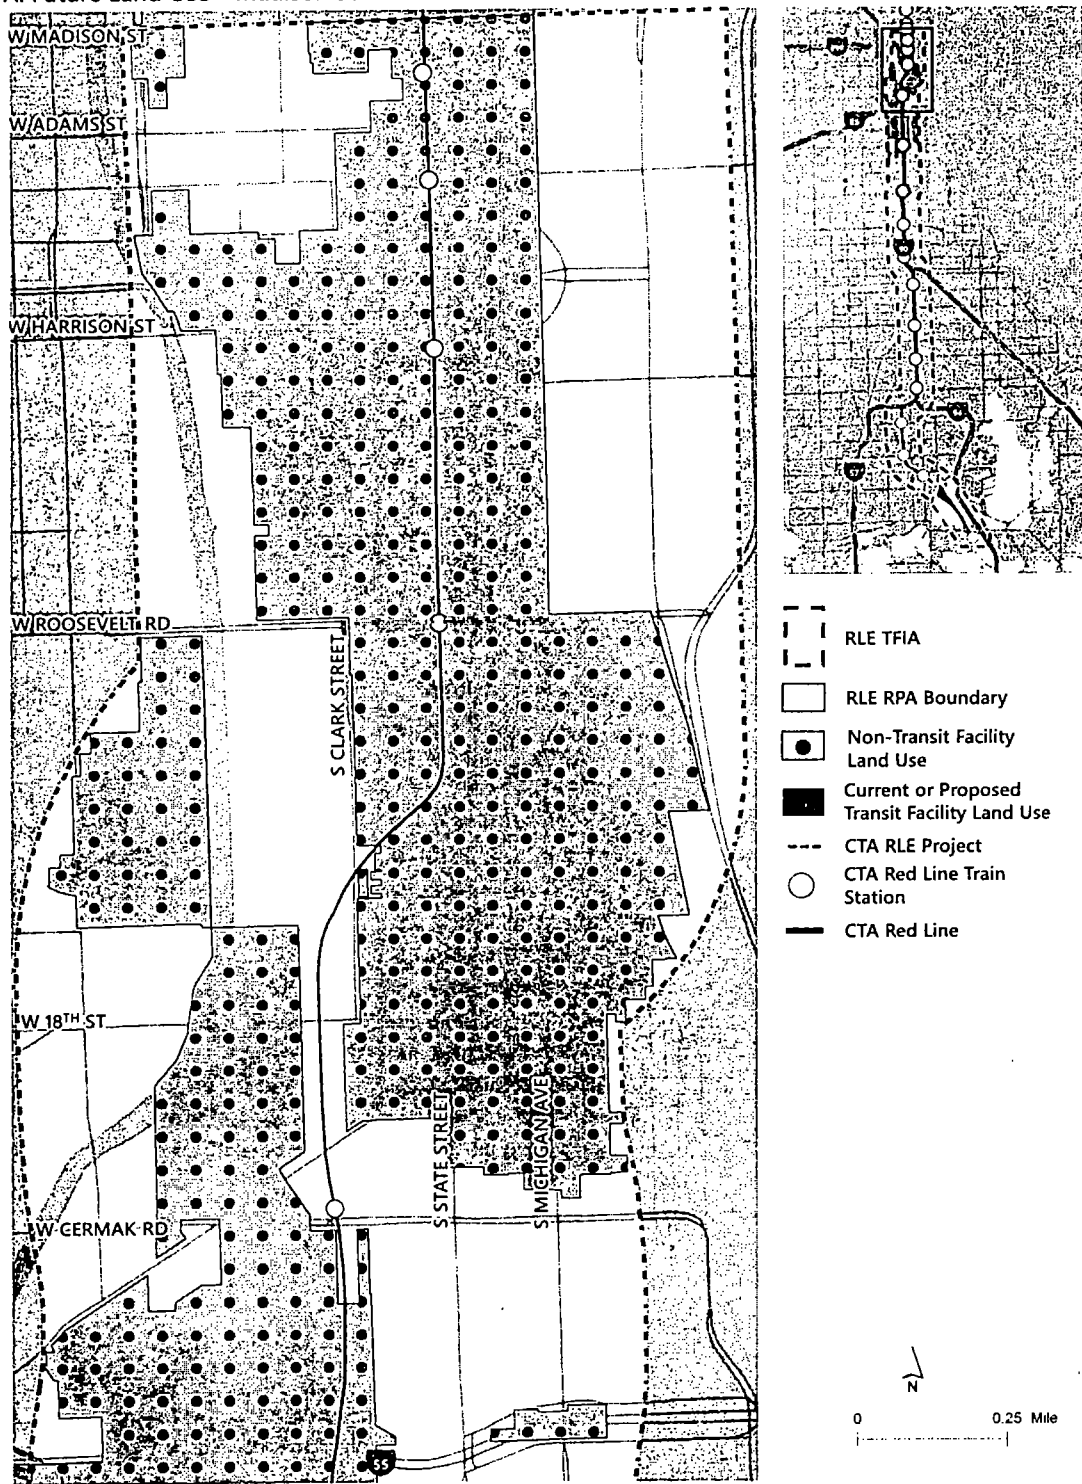 W MADISON ST
W ADAMS ST
W HARRISON ST
W ROOSEVELT RD
S CLARK STREET
W 18TH ST
S STATE STREET
S MICHIGAN AVE
W CERMAK RD
55
57
RLE TFIA
RLE RPA Boundary
Non-Transit Facility
Land Use
Current or Proposed
Transit Facility Land Use
CTA RLE Project
CTA Red Line Train
Station
CTA Red Line
N
0 0.25 Mile